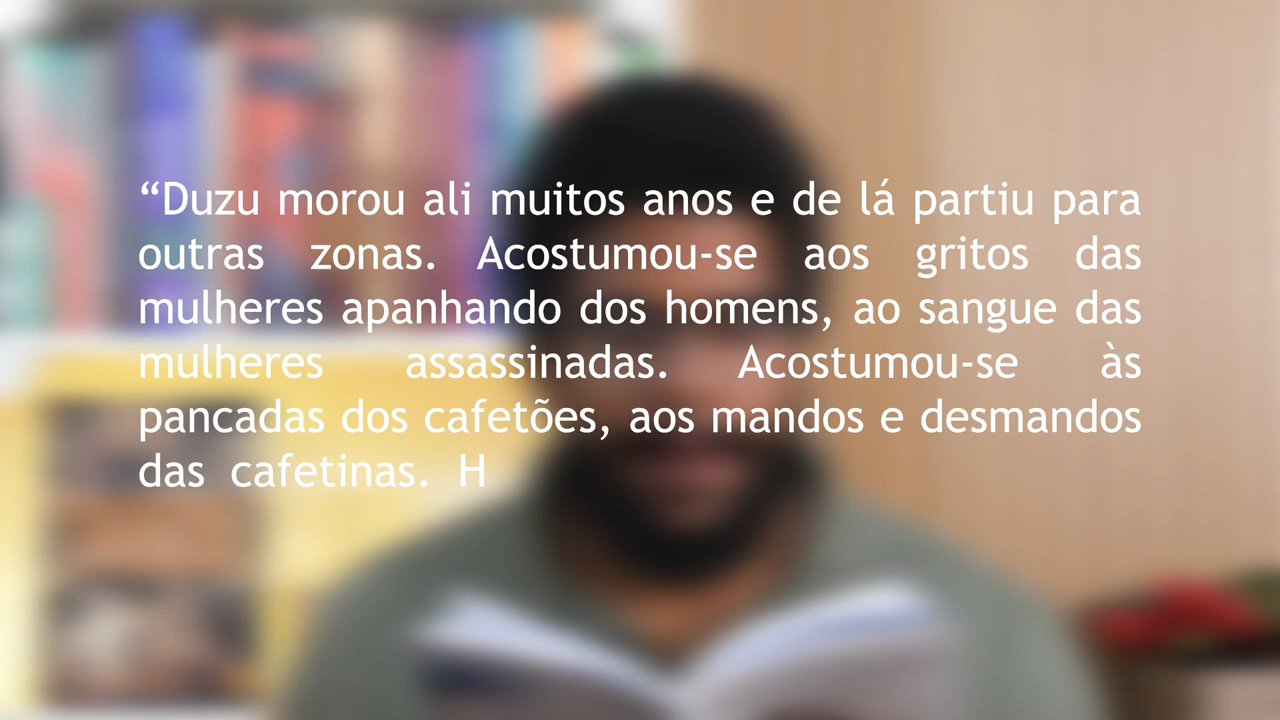 “Duzu morou ali muitos anos e de lá partiu para
outras zonas. Acostumou-se aos gritos das
mulheres apanhando dos homens, ao sangue das
mulheres assassinadas. Acostumou-se às
pancadas dos cafetões, aos mandos e desmandos
das cafetinas. H